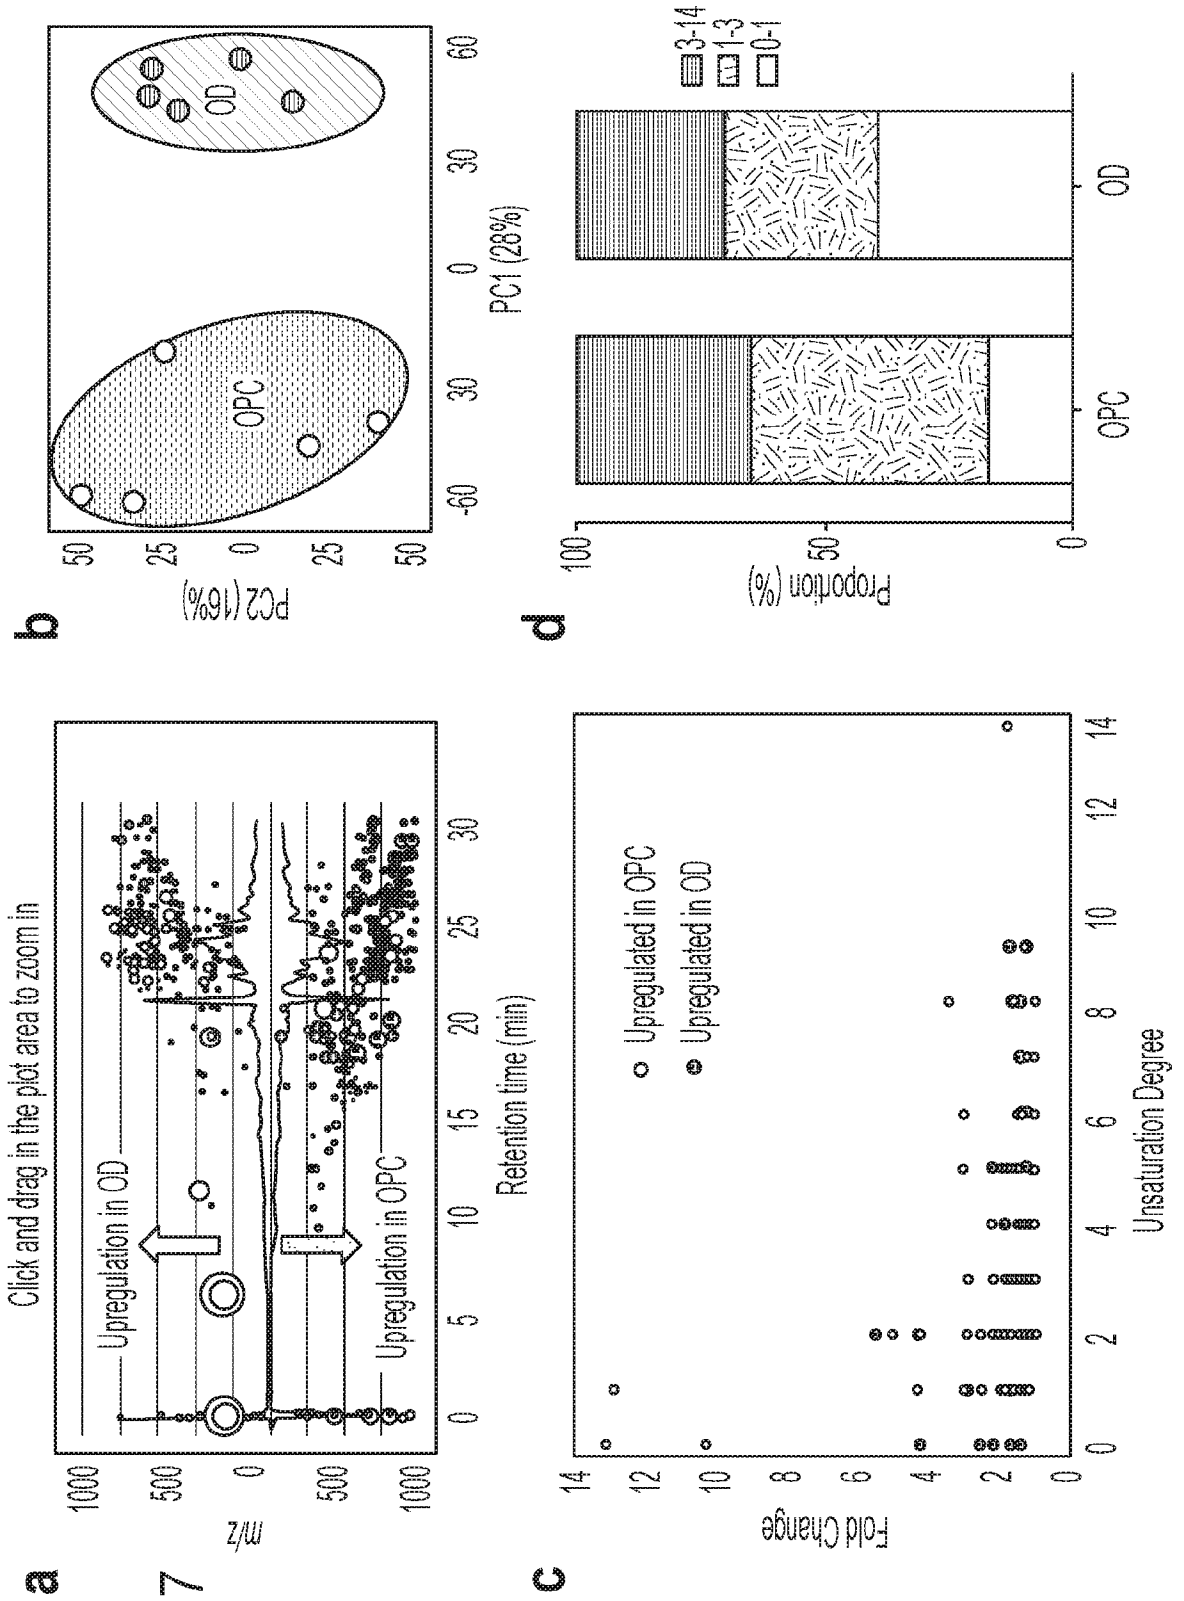 a
7
Click and drag in the plot area to zoom in
Upregulation in OD
Upregulation in OPC
m/z
1000
500
0
500
1000
0
5
10
15
20
25
30
Retention time (min)
b
PC2 (16%)
50
25
0
25
50
OPC
OD
-60
30
0
30
60
PC1 (28%)
c
Fold Change
14
12
10
8
6
4
2
0
Upregulated in OPC
Upregulated in OD
0
2
4
6
8
10
12
14
Unsaturation Degree
d
Proportion (%)
100
50
0
OPC
OD
3-14
1-3
0-1